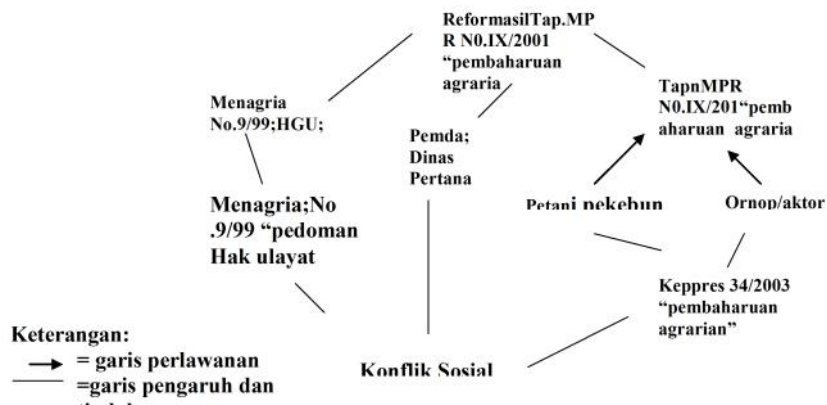 ReformasilTap.MP
R N0.IX/2001
“pembaharuan
agraria
TapnMPR
N0.IX/201“pemb
aharuan agraria
Menagria
No.9/99;HGU;
Pemda;
Dinas
Pertana
Menagria;No
.9/99 “pedoman
Hak ulayat
Petani pekebun
Ornop/aktor
Keppres 34/2003
“pembaharuan
agrarian”
Konflik Sosial
Keterangan:
= garis perlawanan
=garis pengaruh dan